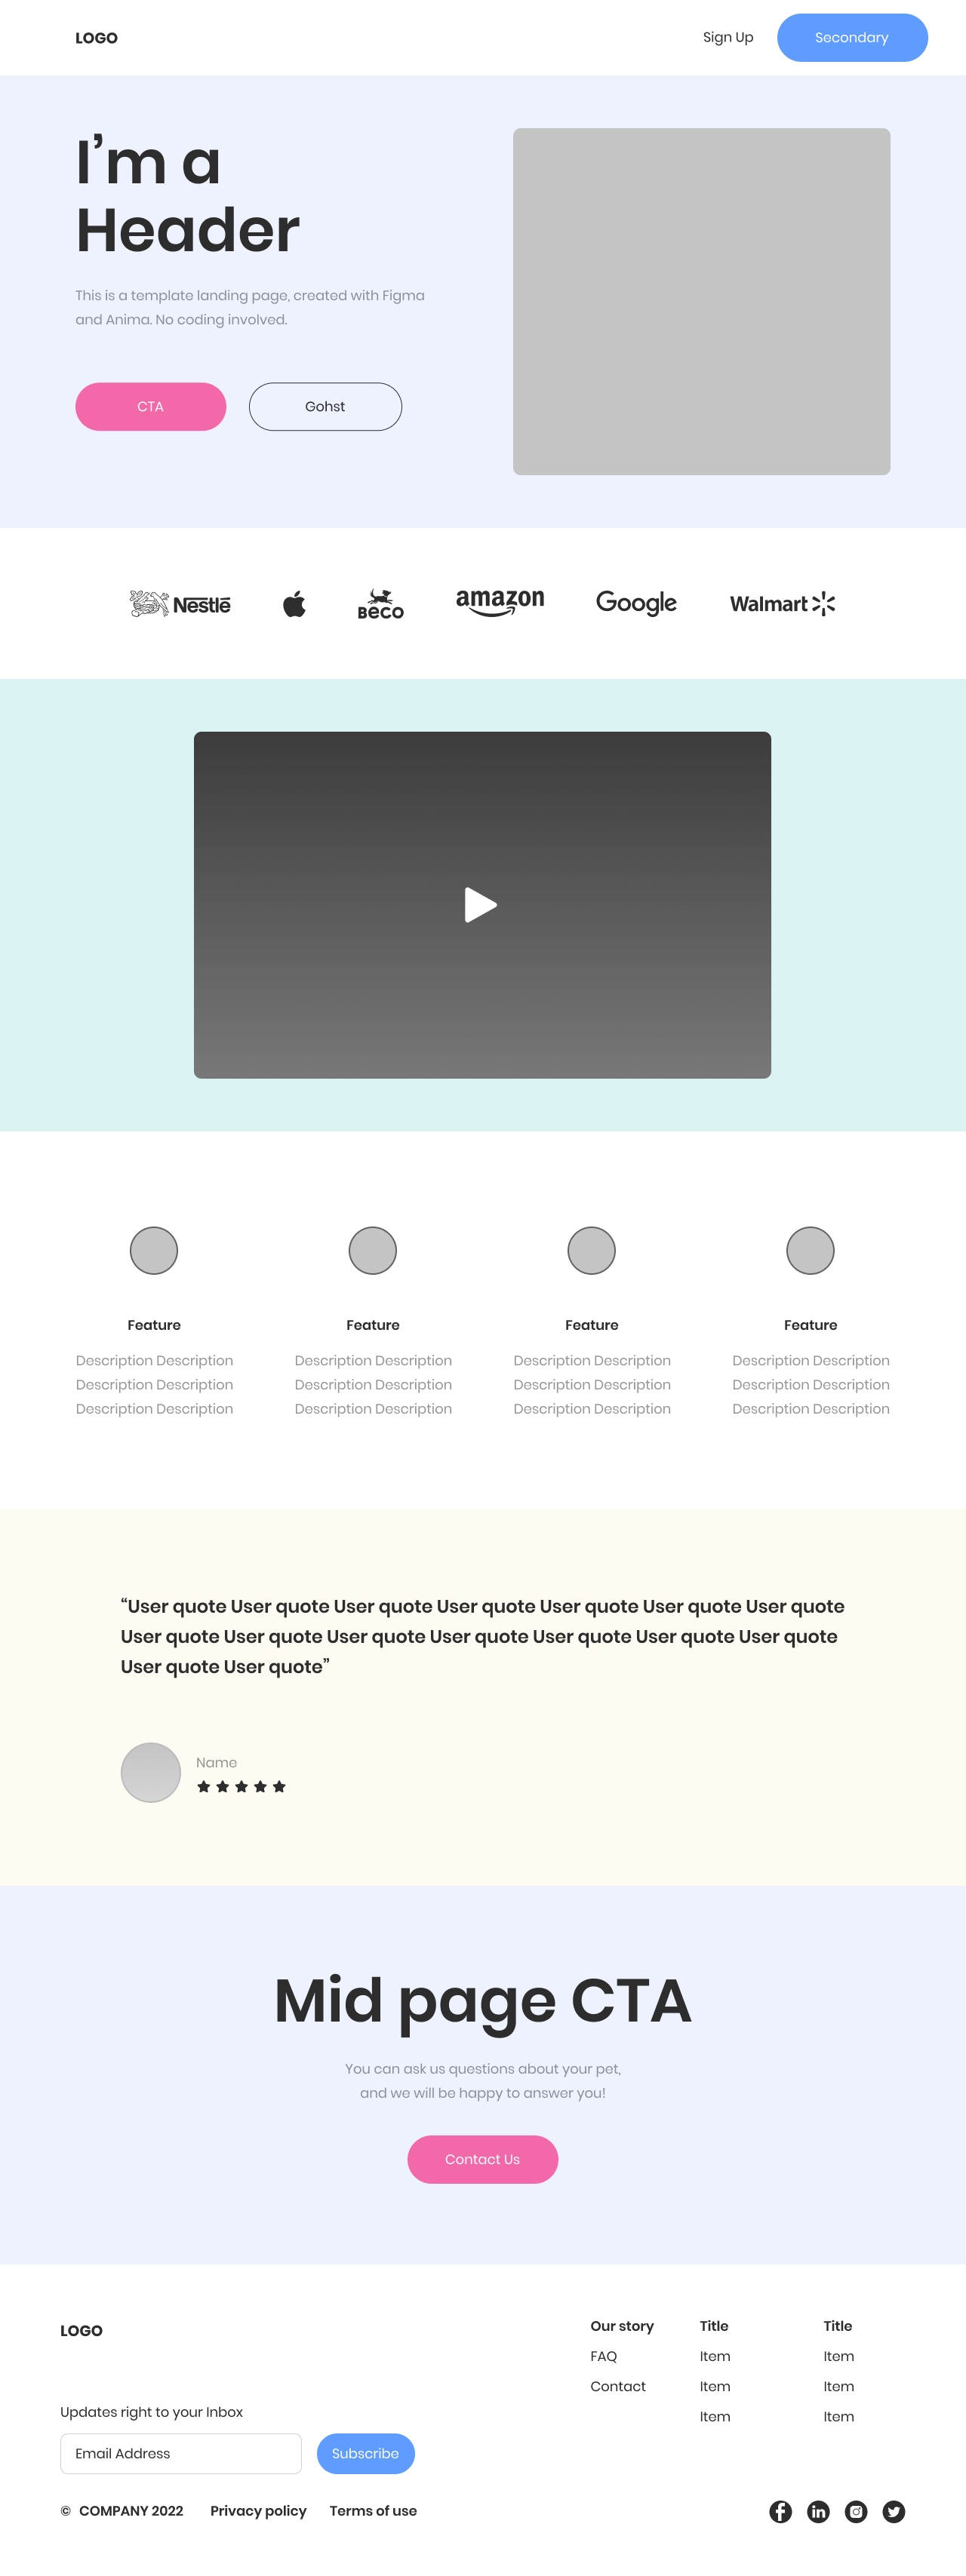 LOGO
Sign Up
Secondary
I’m a
Header
This is a template landing page, created with Figma
and Anima. No coding involved.
CTA
Gohst
Nestlé
BECO
amazon
Google
Walmart
Feature
Description Description
Description Description
Description Description
Feature
Description Description
Description Description
Description Description
Feature
Description Description
Description Description
Description Description
Feature
Description Description
Description Description
Description Description
“User quote User quote User quote User quote User quote User quote User quote
User quote User quote User quote User quote User quote User quote User quote
User quote User quote”
Name
Mid page CTA
You can ask us questions about your pet,
and we will be happy to answer you!
Contact Us
LOGO
Our story
FAQ
Contact
Title
Item
Item
Item
Title
Item
Item
Item
Updates right to your Inbox
Email Address
Subscribe
© COMPANY 2022
Privacy policy
Terms of use
f
in